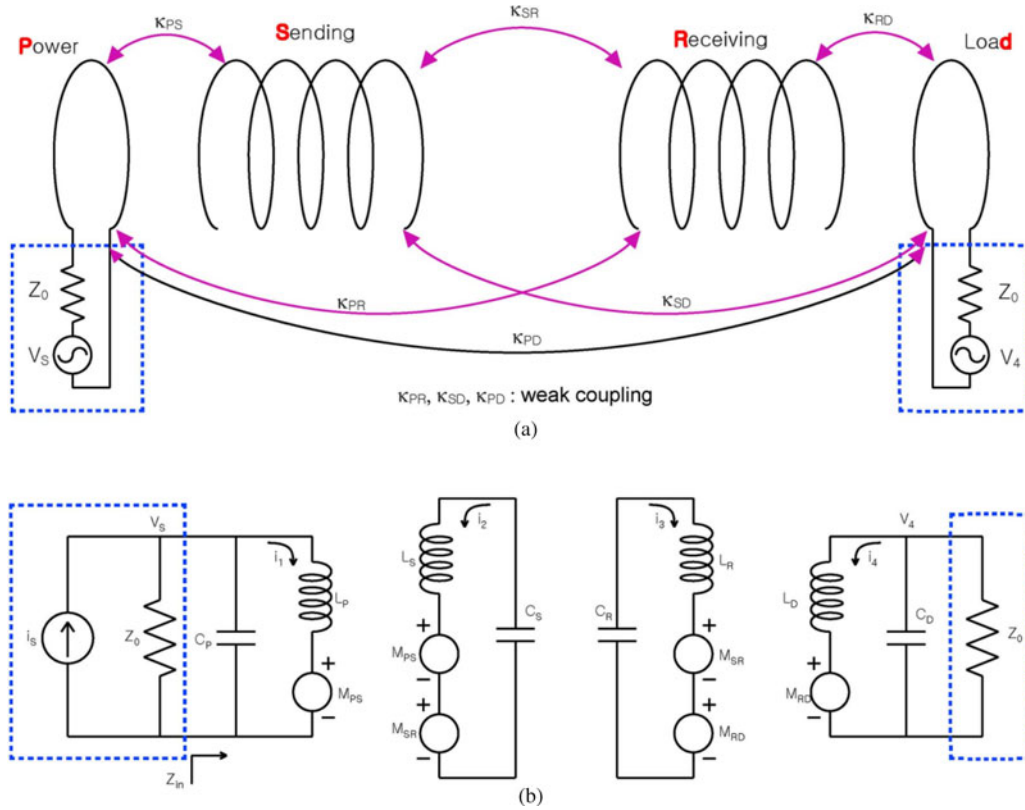 κPS
κSR
κRD
Power
Sending
Receiving
Load
Z0
VS
κPR
κSD
κPD
Z0
V4
κPR, κSD, κPD : weak coupling
(a)
VS
iS
Z0
CP
i1
LP
MPS
Zin
i2
LS
CS
MPS
MSR
i3
LR
CR
MSR
MRD
V4
i4
LD
CD
Z0
MRD
(b)